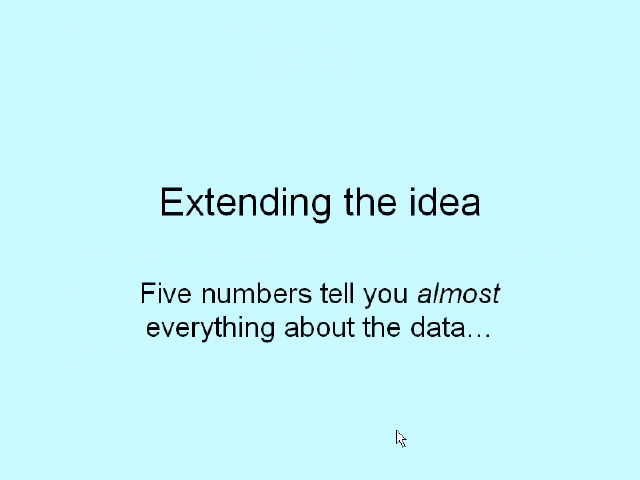 Extending the idea
Five numbers tell you almost
everything about the data…